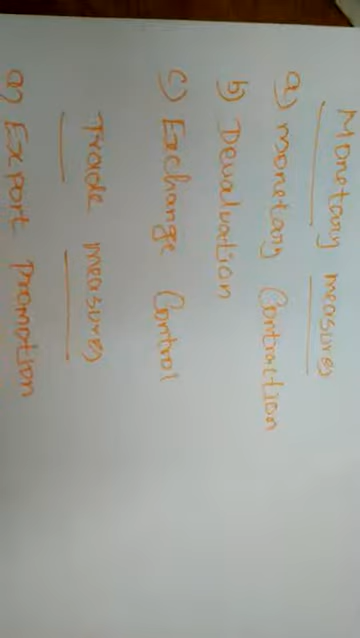 Monetary measures
a) monetary Contraction
b) Devaluation
c) Exchange Control
Trade measures
a) Export Promotion